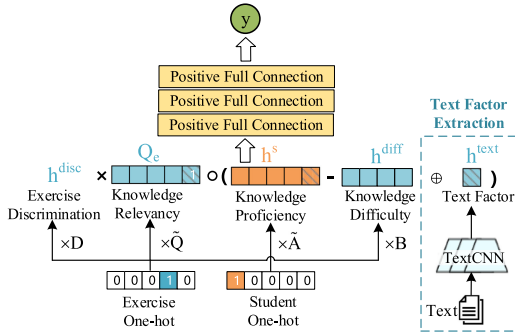 y
Positive Full Connection
Positive Full Connection
Positive Full Connection
Text Factor
Extraction
h^disc × Q_e 1 ○ ( h^s - h^diff ⊕ h^text )
Exercise
Discrimination
Knowledge
Relevancy
Knowledge
Proficiency
Knowledge
Difficulty
Text Factor
×D
×Q̃
×Ã
×B
TextCNN
0 0 0 1 0
1 0 0 0 0
Exercise
One-hot
Student
One-hot
Text